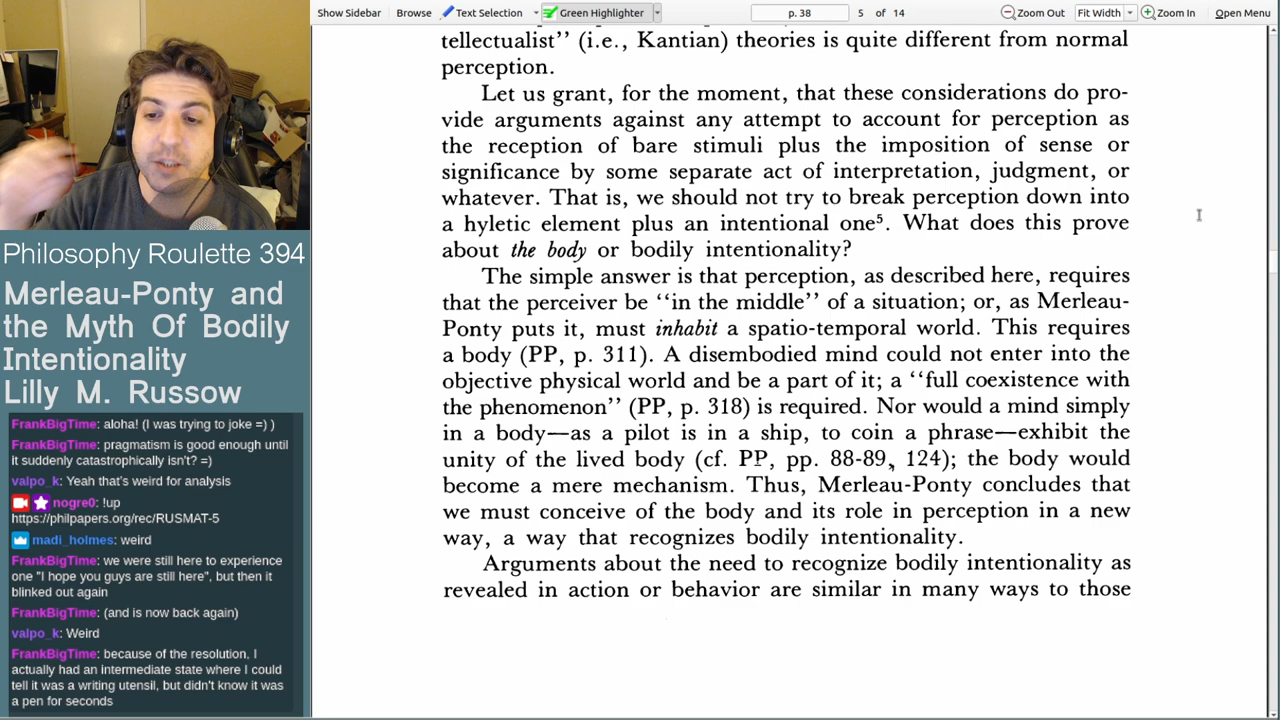 Show Sidebar Browse Text Selection Green Highlighter p. 38 5 of 14 Zoom Out Fit Width Zoom In Open Menu
tellectualist’’ (i.e., Kantian) theories is quite different from normal
perception.
Let us grant, for the moment, that these considerations do pro-
vide arguments against any attempt to account for perception as
the reception of bare stimuli plus the imposition of sense or
significance by some separate act of interpretation, judgment, or
whatever. That is, we should not try to break perception down into
a hyletic element plus an intentional one⁵. What does this prove
about the body or bodily intentionality?
The simple answer is that perception, as described here, requires
that the perceiver be ‘‘in the middle’’ of a situation; or, as Merleau-
Ponty puts it, must inhabit a spatio-temporal world. This requires
a body (PP, p. 311). A disembodied mind could not enter into the
objective physical world and be a part of it; a ‘‘full coexistence with
the phenomenon’’ (PP, p. 318) is required. Nor would a mind simply
in a body—as a pilot is in a ship, to coin a phrase—exhibit the
unity of the lived body (cf. PP, pp. 88-89, 124); the body would
become a mere mechanism. Thus, Merleau-Ponty concludes that
we must conceive of the body and its role in perception in a new
way, a way that recognizes bodily intentionality.
Arguments about the need to recognize bodily intentionality as
revealed in action or behavior are similar in many ways to those
Philosophy Roulette 394
Merleau-Ponty and
the Myth Of Bodily
Intentionality
Lilly M. Russow
FrankBigTime: aloha! (I was trying to joke =) )
FrankBigTime: pragmatism is good enough until
it suddenly catastrophically isn't? =)
valpo_k: Yeah that's weird for analysis
nogre0: !up
https://philpapers.org/rec/RUSMAT-5
madi_holmes: weird
FrankBigTime: we were still here to experience
one "I hope you guys are still here", but then it
blinked out again
FrankBigTime: (and is now back again)
valpo_k: Weird
FrankBigTime: because of the resolution, I
actually had an intermediate state where I could
tell it was a writing utensil, but didn't know it was
a pen for seconds